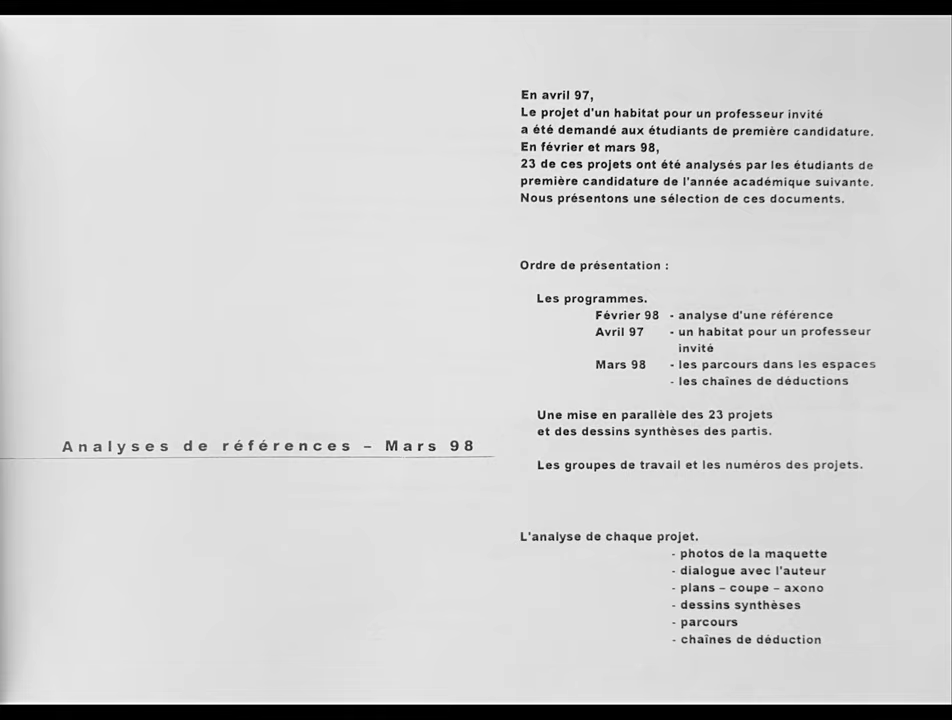 Analyses de références – Mars 98
En avril 97,
Le projet d'un habitat pour un professeur invité
a été demandé aux étudiants de première candidature.
En février et mars 98,
23 de ces projets ont été analysés par les étudiants de
première candidature de l'année académique suivante.
Nous présentons une sélection de ces documents.
Ordre de présentation :
Les programmes.
Février 98 - analyse d'une référence
Avril 97 - un habitat pour un professeur
invité
Mars 98 - les parcours dans les espaces
- les chaînes de déductions
Une mise en parallèle des 23 projets
et des dessins synthèses des partis.
Les groupes de travail et les numéros des projets.
L'analyse de chaque projet.
- photos de la maquette
- dialogue avec l'auteur
- plans – coupe – axono
- dessins synthèses
- parcours
- chaînes de déduction